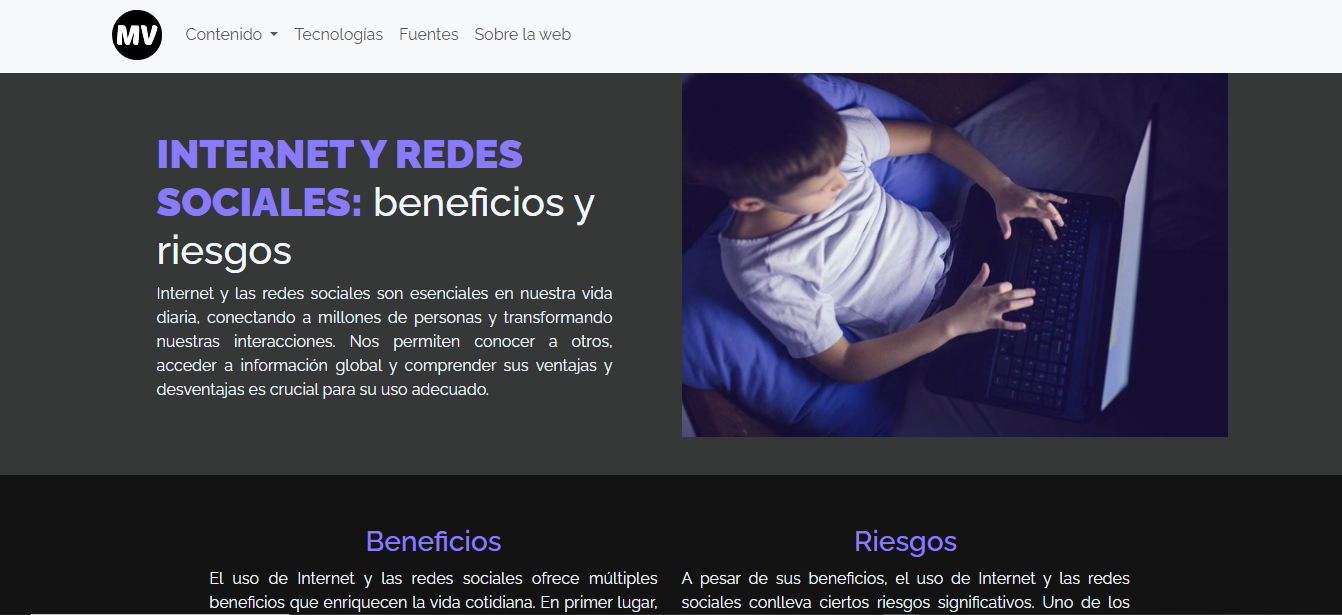 MV
Contenido
Tecnologías
Fuentes
Sobre la web
INTERNET Y REDES
SOCIALES: beneficios y
riesgos
Internet y las redes sociales son esenciales en nuestra vida
diaria, conectando a millones de personas y transformando
nuestras interacciones. Nos permiten conocer a otros,
acceder a información global y comprender sus ventajas y
desventajas es crucial para su uso adecuado.
Beneficios
El uso de Internet y las redes sociales ofrece múltiples
beneficios que enriquecen la vida cotidiana. En primer lugar,
Riesgos
A pesar de sus beneficios, el uso de Internet y las redes
sociales conlleva ciertos riesgos significativos. Uno de los